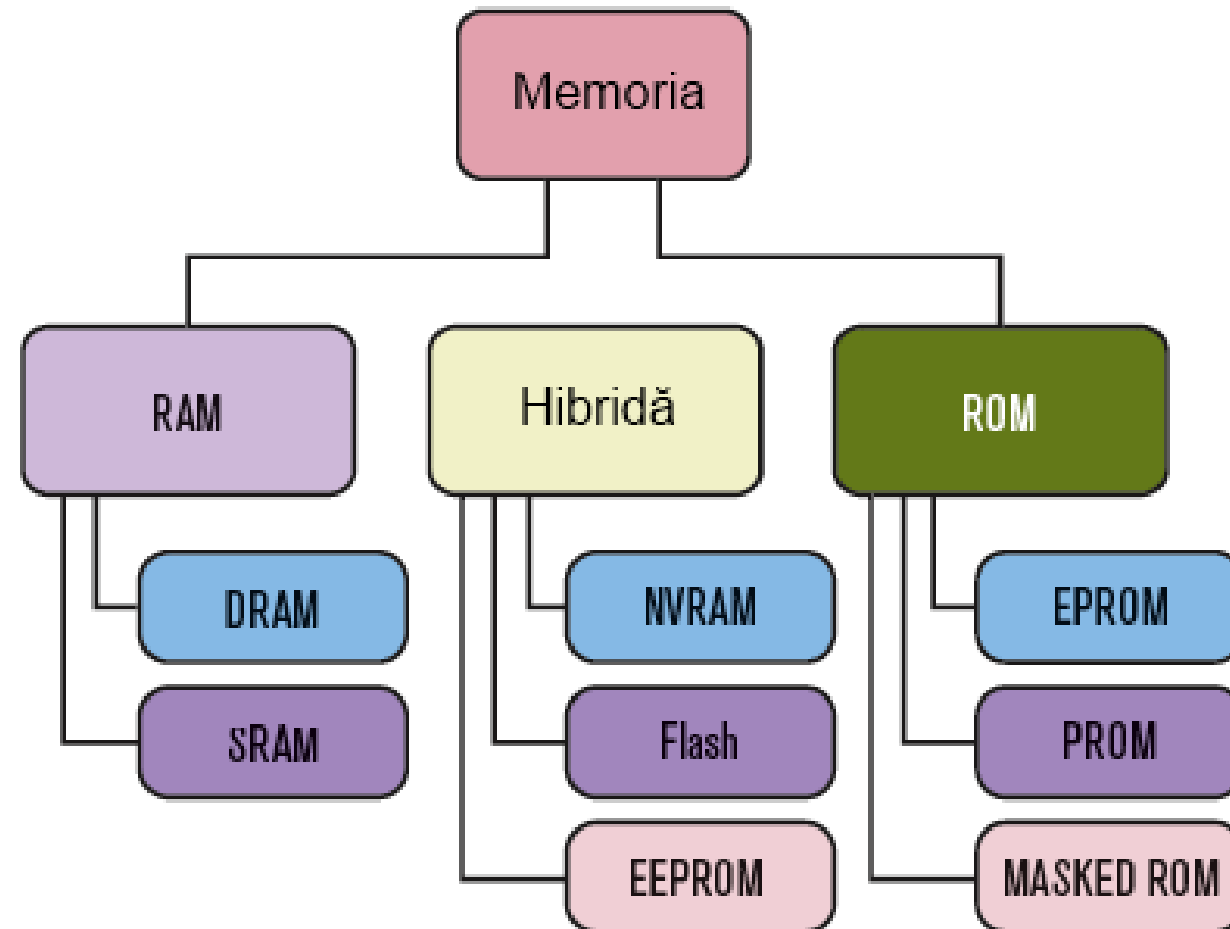 Memoria
RAM
Hibridă
ROM
DRAM
NVRAM
EPROM
SRAM
Flash
PROM
EEPROM
MASKED ROM